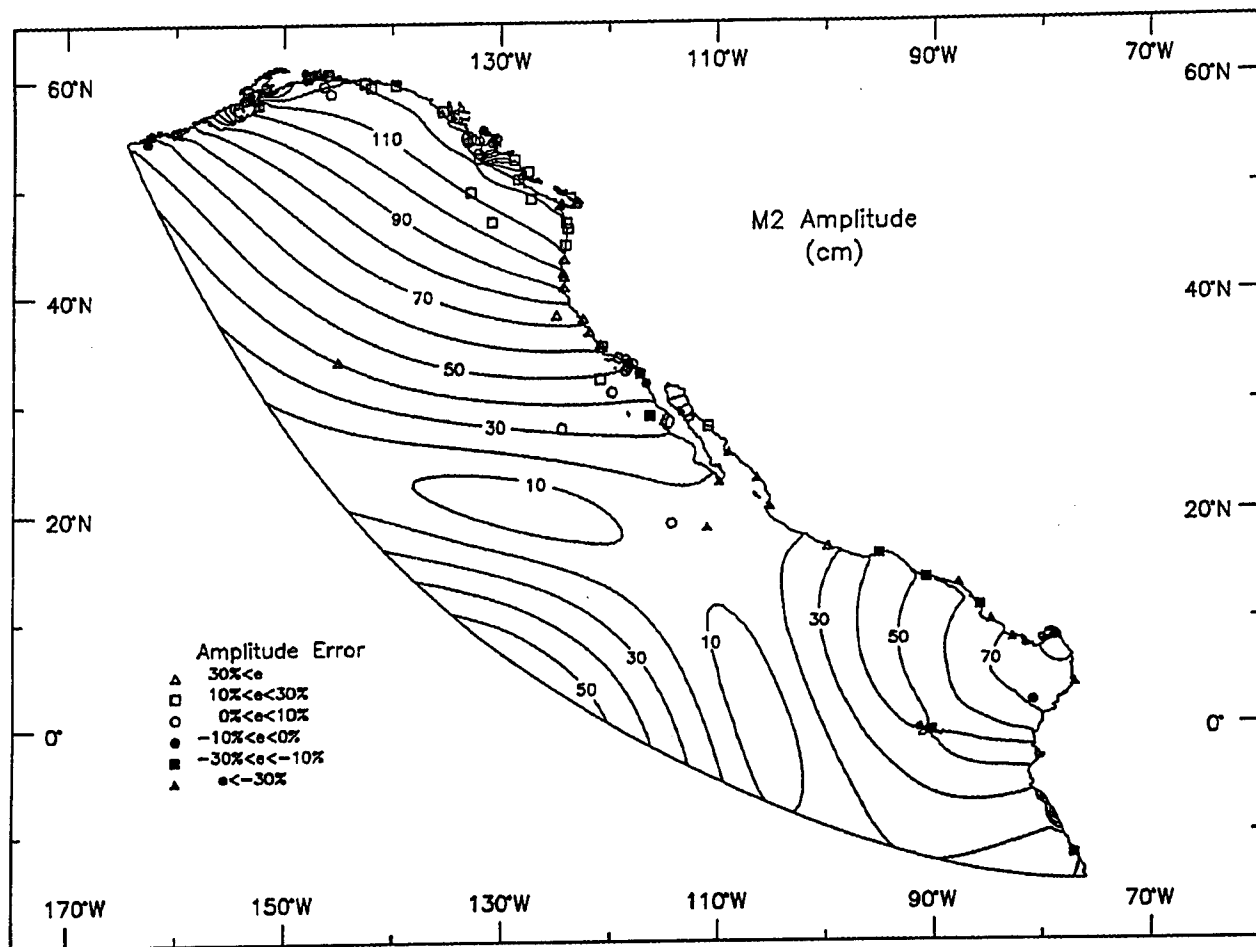 130°W 110°W 90°W 70°W
60°N 60°N
110
M2 Amplitude
(cm)
90
40°N 70 40°N
50
30
10
20°N 20°N
30 50
10 70
30
50
Amplitude Error
30%<e
10%<e<30%
0%<e<10%
-10%<e<0%
-30%<e<-10%
e<-30%
0° 0°
170°W 150°W 130°W 110°W 90°W 70°W